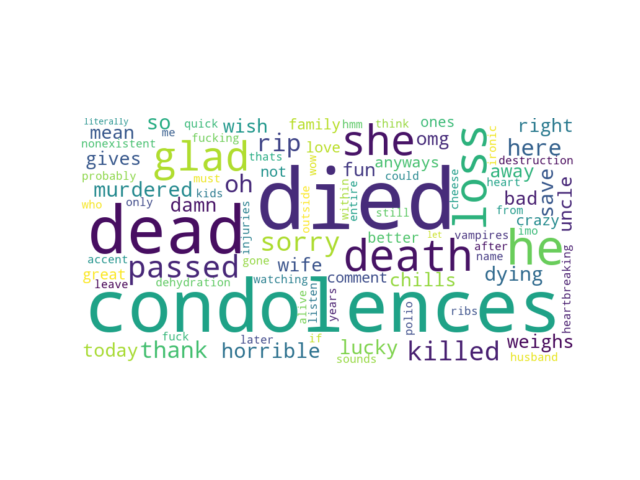 literally
so
quick
wish
family
hmm
think
ones
right
mean
me
fucking
rip
love
wow
she
omg
loss
ironic
here
nonexistent
thats
destruction
gives
glad
not
fun
anyways
cheese
away
save
uncle
probably
died
within
entire
could
heart
murdered
kids
oh
bad
must
who
only
damn
outside
still
from
crazy
dead
injuries
sorry
better
let
vampires
after
imo
he
death
name
accent
passed
gone
wife
comment
chills
dying
heartbreaking
great
leave
dehydration
watching
alive
listen
years
condolences
polio
ribs
fuck
later
if
weighs
today
thank
horrible
lucky
sounds
killed
husband